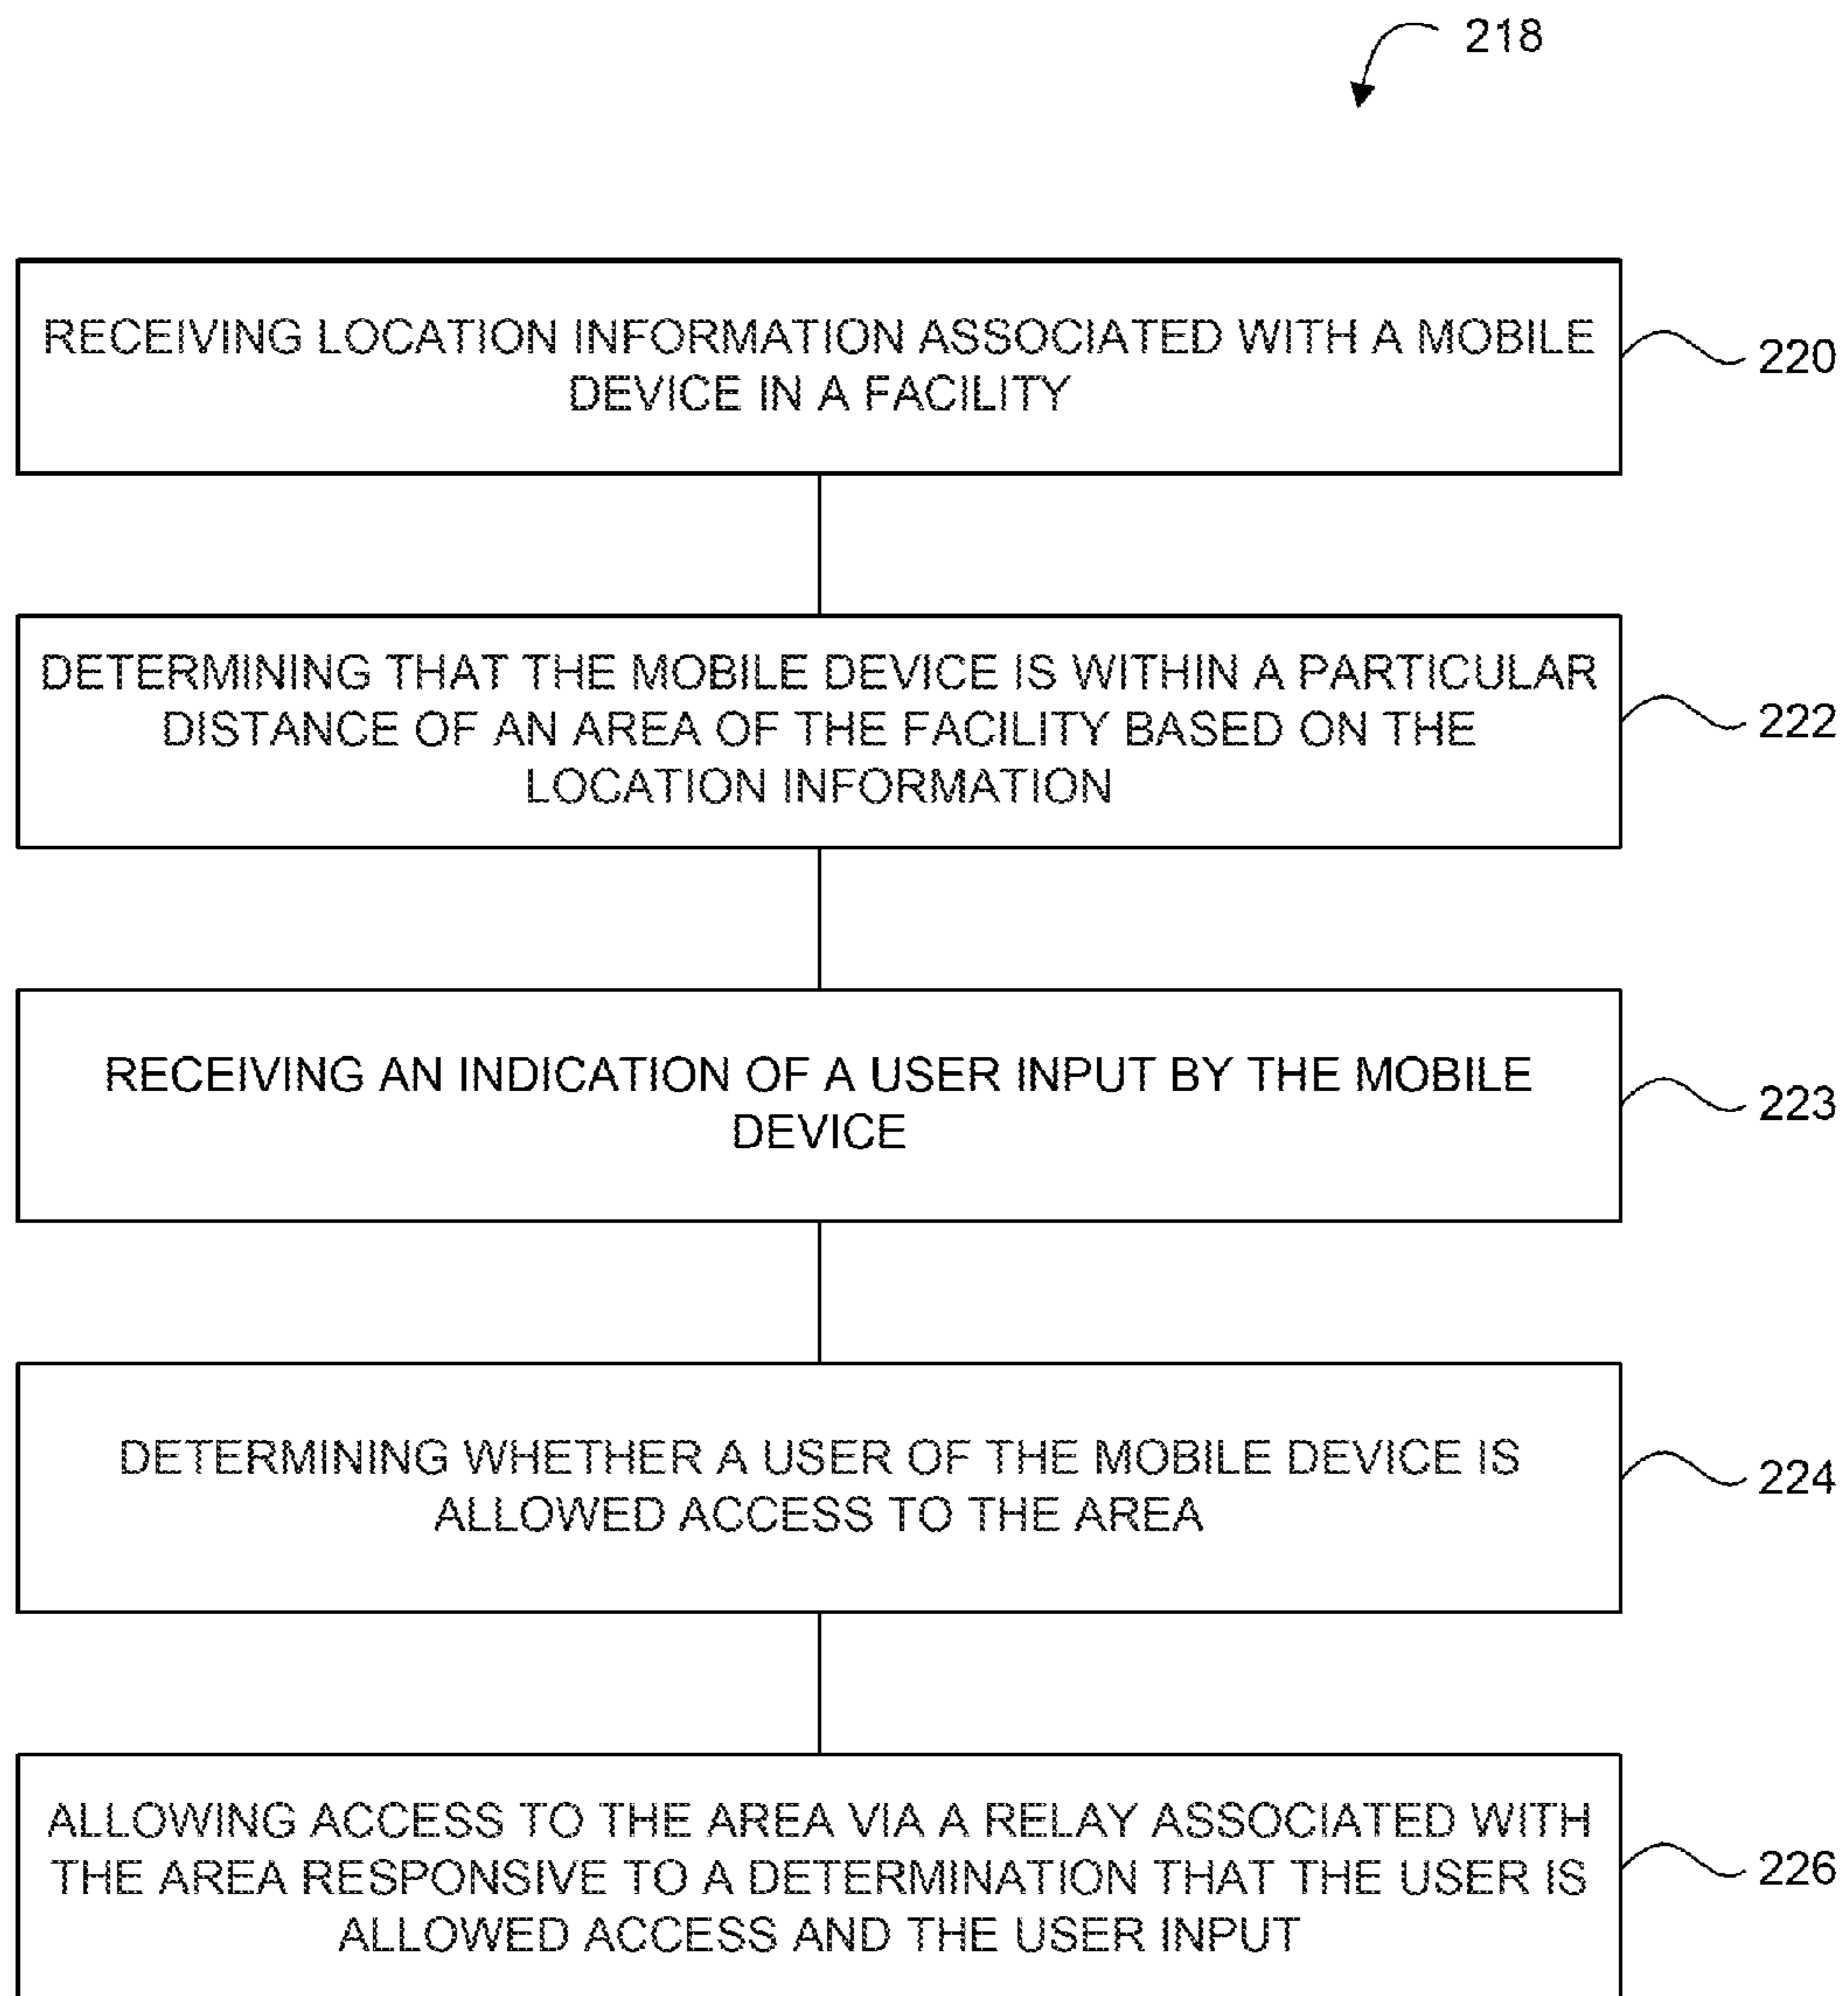 218
RECEIVING LOCATION INFORMATION ASSOCIATED WITH A MOBILE
DEVICE IN A FACILITY
220
DETERMINING THAT THE MOBILE DEVICE IS WITHIN A PARTICULAR
DISTANCE OF AN AREA OF THE FACILITY BASED ON THE
LOCATION INFORMATION
222
RECEIVING AN INDICATION OF A USER INPUT BY THE MOBILE
DEVICE
223
DETERMINING WHETHER A USER OF THE MOBILE DEVICE IS
ALLOWED ACCESS TO THE AREA
224
ALLOWING ACCESS TO THE AREA VIA A RELAY ASSOCIATED WITH
THE AREA RESPONSIVE TO A DETERMINATION THAT THE USER IS
ALLOWED ACCESS AND THE USER INPUT
226